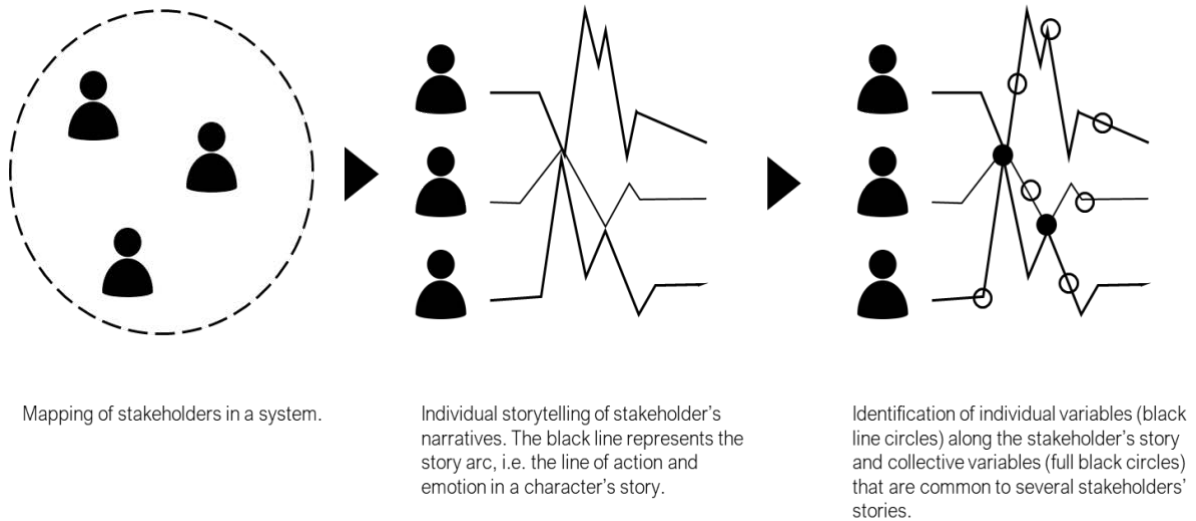 Mapping of stakeholders in a system.
Individual storytelling of stakeholder's
narratives. The black line represents the
story arc, i.e. the line of action and
emotion in a character's story.
Identification of individual variables (black
line circles) along the stakeholder's story
and collective variables (full black circles)
that are common to several stakeholders'
stories.